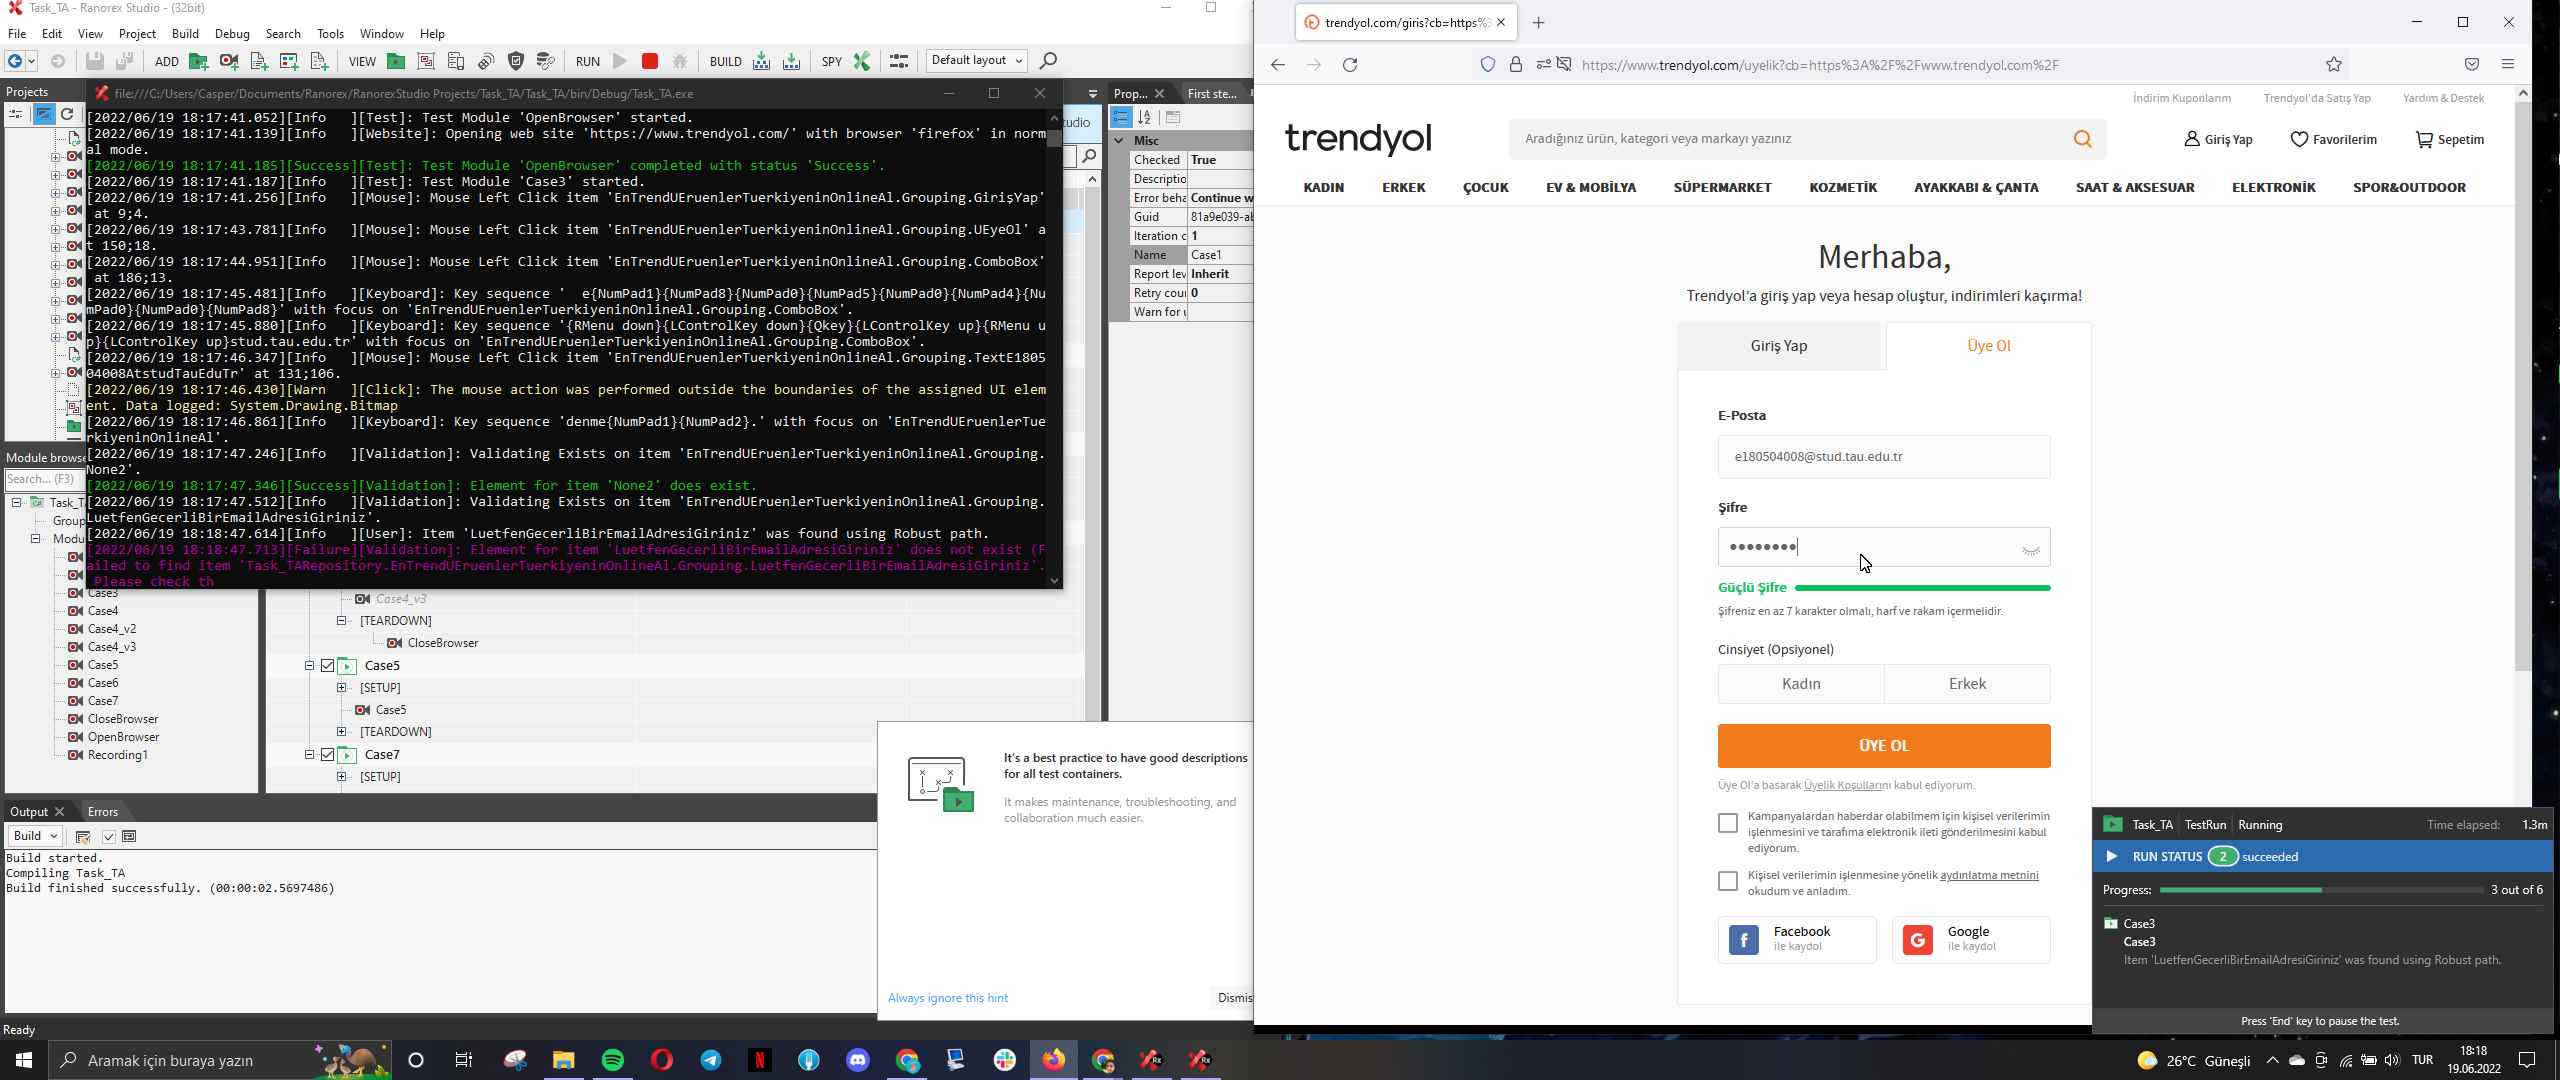 Task_TA - Ranorex Studio - (32bit)
File Edit View Project Build Debug Search Tools Window Help
ADD VIEW RUN BUILD SPY Default layout
Projects
file:///C:/Users/Casper/Documents/Ranorex/RanorexStudio Projects/Task_TA/Task_TA/bin/Debug/Task_TA.exe
[2022/06/19 18:17:41.052][Info   ][Test]: Test Module 'OpenBrowser' started.
[2022/06/19 18:17:41.139][Info   ][Website]: Opening web site 'https://www.trendyol.com/' with browser 'firefox' in norm
al mode.
[2022/06/19 18:17:41.185][Success][Test]: Test Module 'OpenBrowser' completed with status 'Success'.
[2022/06/19 18:17:41.187][Info   ][Test]: Test Module 'Case3' started.
[2022/06/19 18:17:41.256][Info   ][Mouse]: Mouse Left Click item 'EnTrendUEruenlerTuerkiyeninOnlineAl.Grouping.GirişYap'
at 9;4.
[2022/06/19 18:17:43.781][Info   ][Mouse]: Mouse Left Click item 'EnTrendUEruenlerTuerkiyeninOnlineAl.Grouping.UEyeOl' a
t 150;18.
[2022/06/19 18:17:44.951][Info   ][Mouse]: Mouse Left Click item 'EnTrendUEruenlerTuerkiyeninOnlineAl.Grouping.ComboBox'
at 186;13.
[2022/06/19 18:17:45.481][Info   ][Keyboard]: Key sequence '  e{NumPad1}{NumPad8}{NumPad0}{NumPad5}{NumPad0}{NumPad4}{Nu
mPad0}{NumPad0}{NumPad8}' with focus on 'EnTrendUEruenlerTuerkiyeninOnlineAl.Grouping.ComboBox'.
[2022/06/19 18:17:45.880][Info   ][Keyboard]: Key sequence '{RMenu down}{LControlKey down}{Qkey}{LControlKey up}{RMenu u
p}{LControlKey up}stud.tau.edu.tr' with focus on 'EnTrendUEruenlerTuerkiyeninOnlineAl.Grouping.ComboBox'.
[2022/06/19 18:17:46.347][Info   ][Mouse]: Mouse Left Click item 'EnTrendUEruenlerTuerkiyeninOnlineAl.Grouping.TextE1805
04008AtstudTauEduTr' at 131;106.
[2022/06/19 18:17:46.430][Warn   ][Click]: The mouse action was performed outside the boundaries of the assigned UI elem
ent. Data logged: System.Drawing.Bitmap
[2022/06/19 18:17:46.861][Info   ][Keyboard]: Key sequence 'denme{NumPad1}{NumPad2}.' with focus on 'EnTrendUEruenlerTue
rkiyeninOnlineAl'.
[2022/06/19 18:17:47.246][Info   ][Validation]: Validating Exists on item 'EnTrendUEruenlerTuerkiyeninOnlineAl.Grouping.
None2'.
[2022/06/19 18:17:47.346][Success][Validation]: Element for item 'None2' does exist.
[2022/06/19 18:17:47.512][Info   ][Validation]: Validating Exists on item 'EnTrendUEruenlerTuerkiyeninOnlineAl.Grouping.
LuetfenGecerliBirEmailAdresiGiriniz'.
[2022/06/19 18:18:47.614][Info   ][User]: Item 'LuetfenGecerliBirEmailAdresiGiriniz' was found using Robust path.
[2022/06/19 18:18:47.713][Failure][Validation]: Element for item 'LuetfenGecerliBirEmailAdresiGiriniz' does not exist (F
ailed to find item 'Task_TARepository.EnTrendUEruenlerTuerkiyeninOnlineAl.Grouping.LuetfenGecerliBirEmailAdresiGiriniz'.
Please check th
Module browse
Search... (F3)
Task_T
Group
Modu
Case3
Case4
Case4_v2
Case4_v3
Case5
Case6
Case7
CloseBrowser
OpenBrowser
Recording1
Case4_v3
[TEARDOWN]
CloseBrowser
Case5
[SETUP]
Case5
[TEARDOWN]
Case7
[SETUP]
Prop... First ste...
Misc
Checked True
Descriptio
Error beha Continue w
Guid 81a9e039-ab
Iteration c 1
Name Case1
Report lev Inherit
Retry cour 0
Warn for u
Output Errors
Build
Build started.
Compiling Task_TA
Build finished successfully. (00:00:02.5697486)
It's a best practice to have good descriptions
for all test containers.
It makes maintenance, troubleshooting, and
collaboration much easier.
Always ignore this hint
Dismis
Ready
trendyol.com/giris?cb=https%3
https://www.trendyol.com/uyelik?cb=https%3A%2F%2Fwww.trendyol.com%2F
İndirim Kuponlarım Trendyol'da Satış Yap Yardım & Destek
trendyol
Aradığınız ürün, kategori veya markayı yazınız
Giriş Yap Favorilerim Sepetim
KADIN ERKEK ÇOCUK EV & MOBİLYA SÜPERMARKET KOZMETİK AYAKKABI & ÇANTA SAAT & AKSESUAR ELEKTRONİK SPOR&OUTDOOR
Merhaba,
Trendyol'a giriş yap veya hesap oluştur, indirimleri kaçırma!
Giriş Yap Üye Ol
E-Posta
e180504008@stud.tau.edu.tr
Şifre
••••••••
Güçlü Şifre
Şifreniz en az 7 karakter olmalı, harf ve rakam içermelidir.
Cinsiyet (Opsiyonel)
Kadın Erkek
ÜYE OL
Üye Ol'a basarak Üyelik Koşullarını kabul ediyorum.
Kampanyalardan haberdar olabilmem için kişisel verilerimin
işlenmesini ve tarafıma elektronik ileti gönderilmesini kabul
ediyorum.
Kişisel verilerimin işlenmesine yönelik aydınlatma metnini
okudum ve anladım.
Facebook
ile kaydol
Google
ile kaydol
Task_TA TestRun Running Time elapsed: 1.3m
RUN STATUS 2 succeeded
Progress: 3 out of 6
Case3
Case3
Item 'LuetfenGecerliBirEmailAdresiGiriniz' was found using Robust path.
Press 'End' key to pause the test.
Aramak için buraya yazın
26°C Güneşli
TUR
18:18
19.06.2022